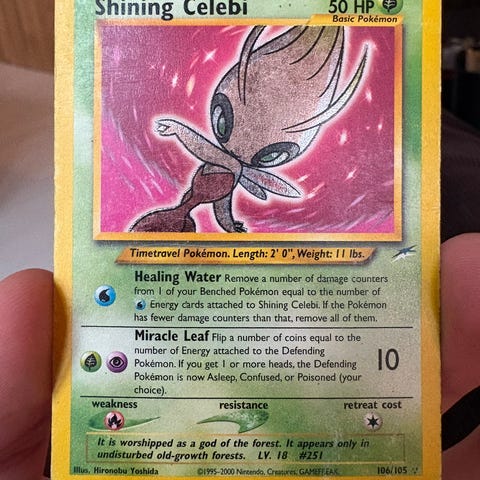 Shining Celebi 50 HP
Basic Pokémon
Timetravel Pokémon. Length: 2' 0", Weight: 11 lbs.
Healing Water Remove a number of damage counters
from 1 of your Benched Pokémon equal to the number of
Energy cards attached to Shining Celebi. If the Pokémon
has fewer damage counters than that, remove all of them.
Miracle Leaf Flip a number of coins equal to the
number of Energy attached to the Defending
Pokémon. If you get 1 or more heads, the Defending
Pokémon is now Asleep, Confused, or Poisoned (your
choice).
10
weakness resistance retreat cost
It is worshipped as a god of the forest. It appears only in
undisturbed old-growth forests. LV. 18 #251
Illus. Hironobu Yoshida ©1995-2000 Nintendo, Creatures, GAMEFREAK. 106/105